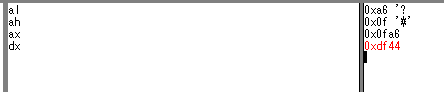 al 0xa6 '?
ah 0x0f '*'
ax 0x0fa6
dx 0xdf44